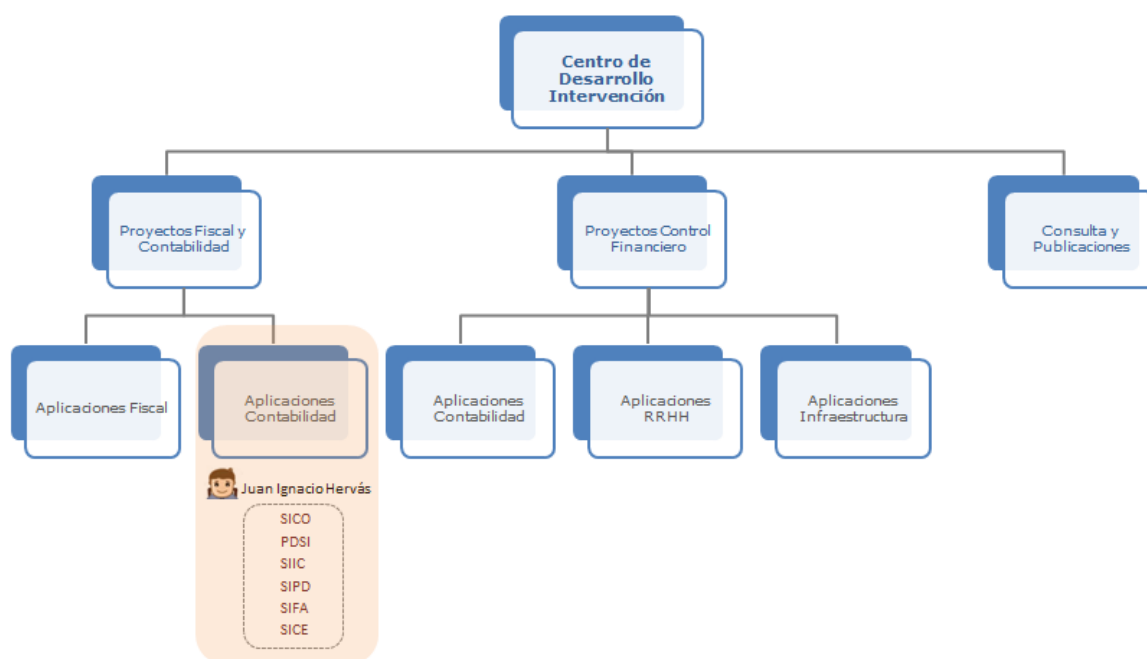 Centro de
Desarrollo
Intervención
Proyectos Fiscal y
Contabilidad
Proyectos Control
Financiero
Consulta y
Publicaciones
Aplicaciones Fiscal
Aplicaciones
Contabilidad
Aplicaciones
Contabilidad
Aplicaciones
RRHH
Aplicaciones
Infraestructura
Juan Ignacio Hervás
SICO
PDSI
SIIC
SIPD
SIFA
SICE